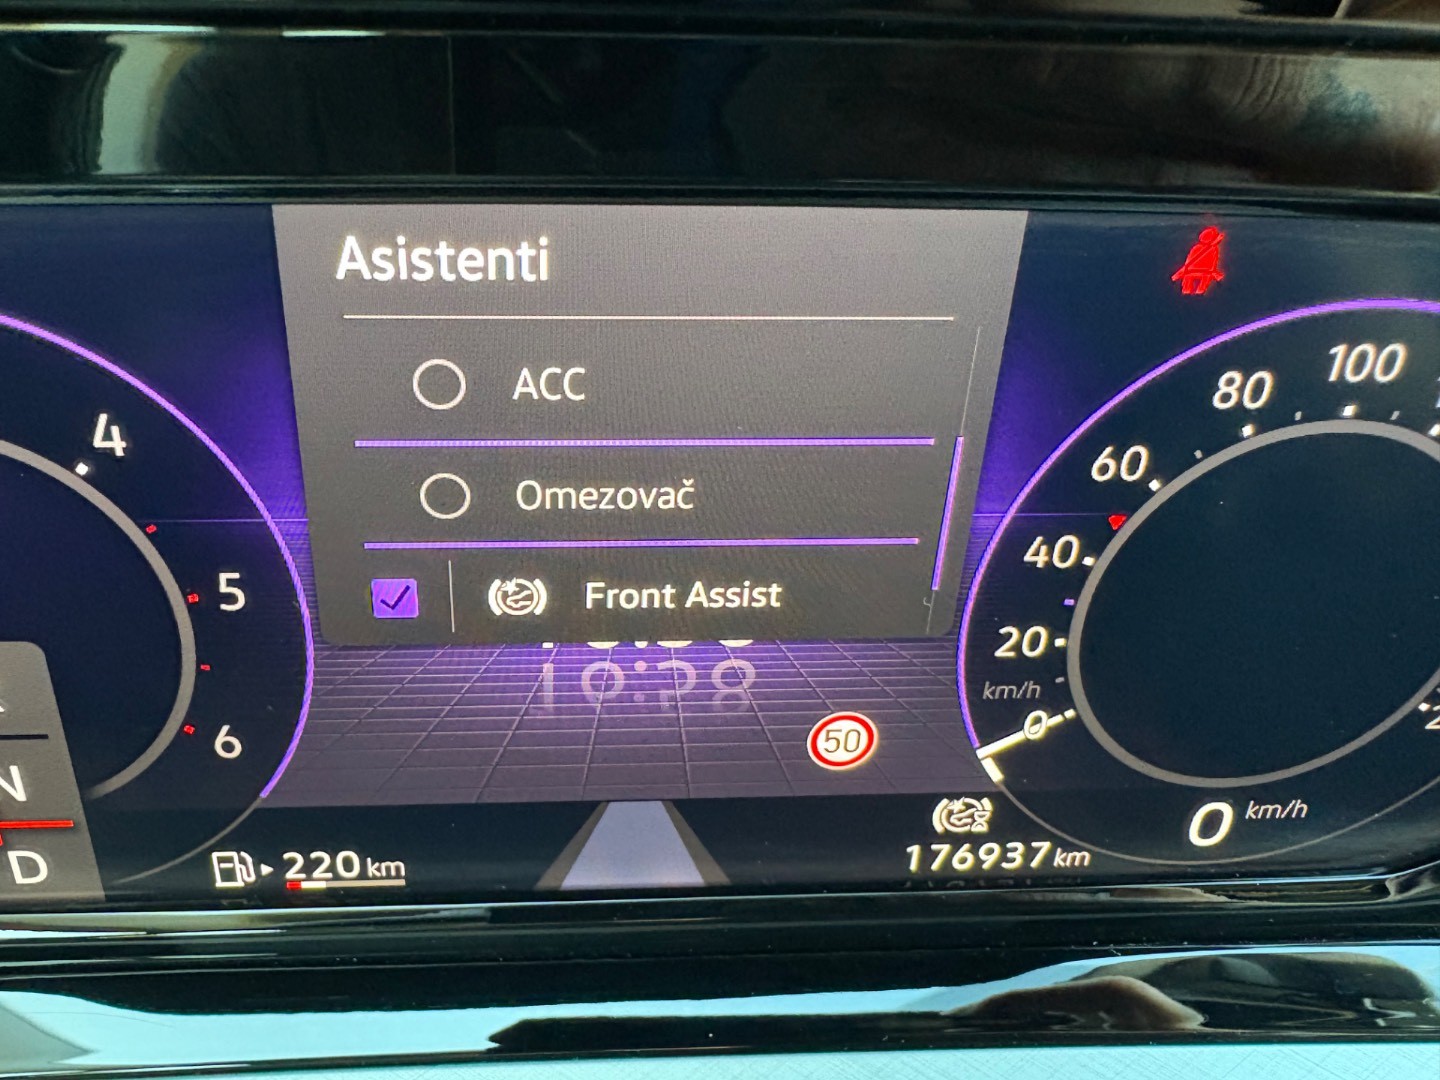 Asistenti
ACC
Omezovač
Front Assist
4
5
6
N
D
50
100
80
60
40
20
km/h
0
0 km/h
220 km
176937 km